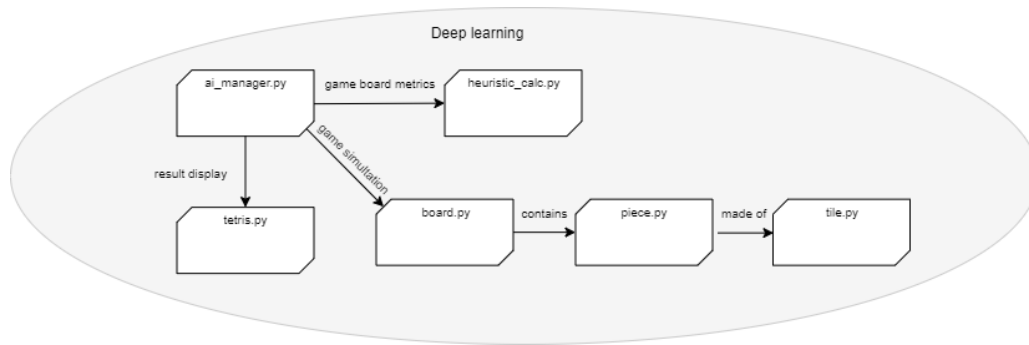 Deep learning
ai_manager.py
game board metrics
heuristic_calc.py
game simultation
result display
tetris.py
board.py
contains
piece.py
made of
tile.py